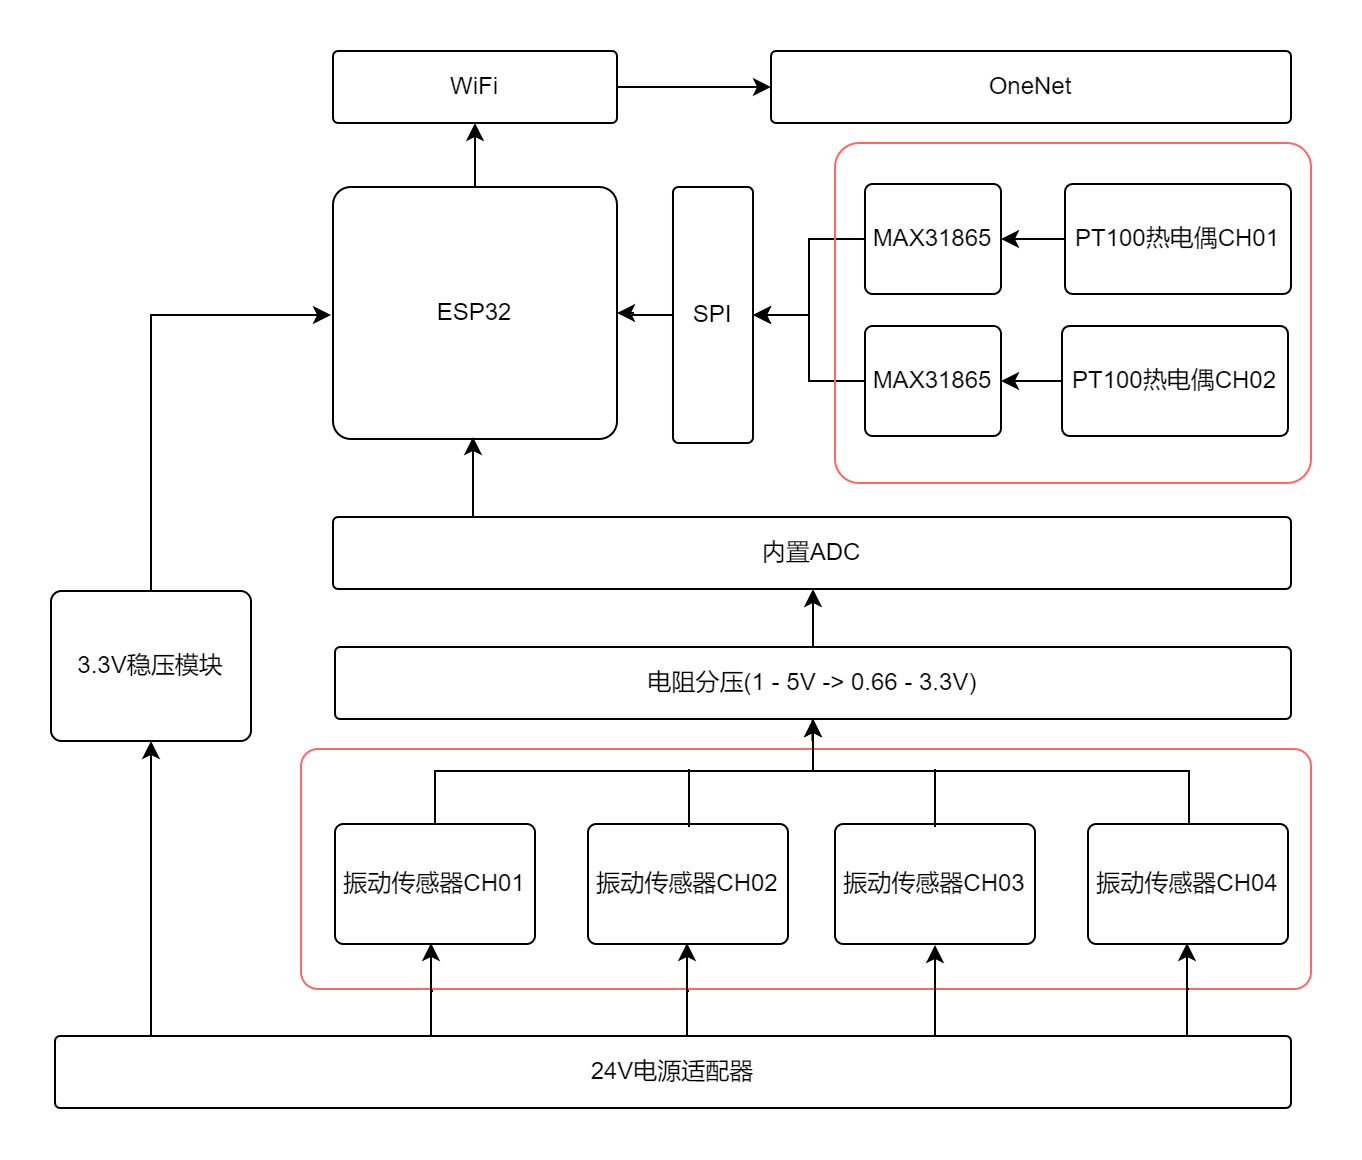 WiFi
OneNet
ESP32
SPI
MAX31865
PT100热电偶CH01
MAX31865
PT100热电偶CH02
内置ADC
3.3V稳压模块
电阻分压(1 - 5V -> 0.66 - 3.3V)
振动传感器CH01
振动传感器CH02
振动传感器CH03
振动传感器CH04
24V电源适配器